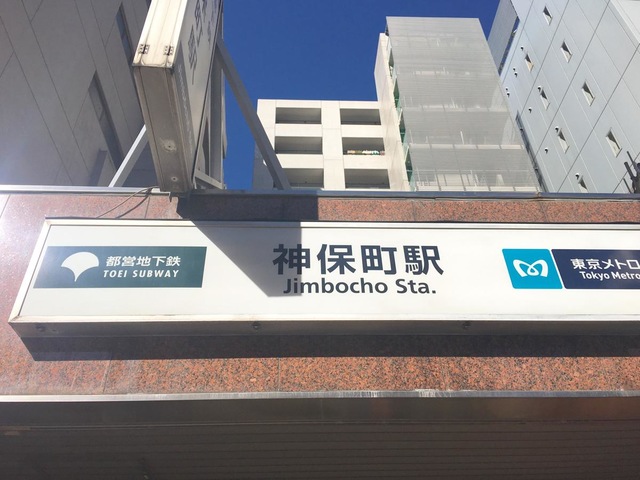 都営地下鉄
TOEI SUBWAY
神保町駅
Jimbocho Sta.
東京メトロ
Tokyo Metro